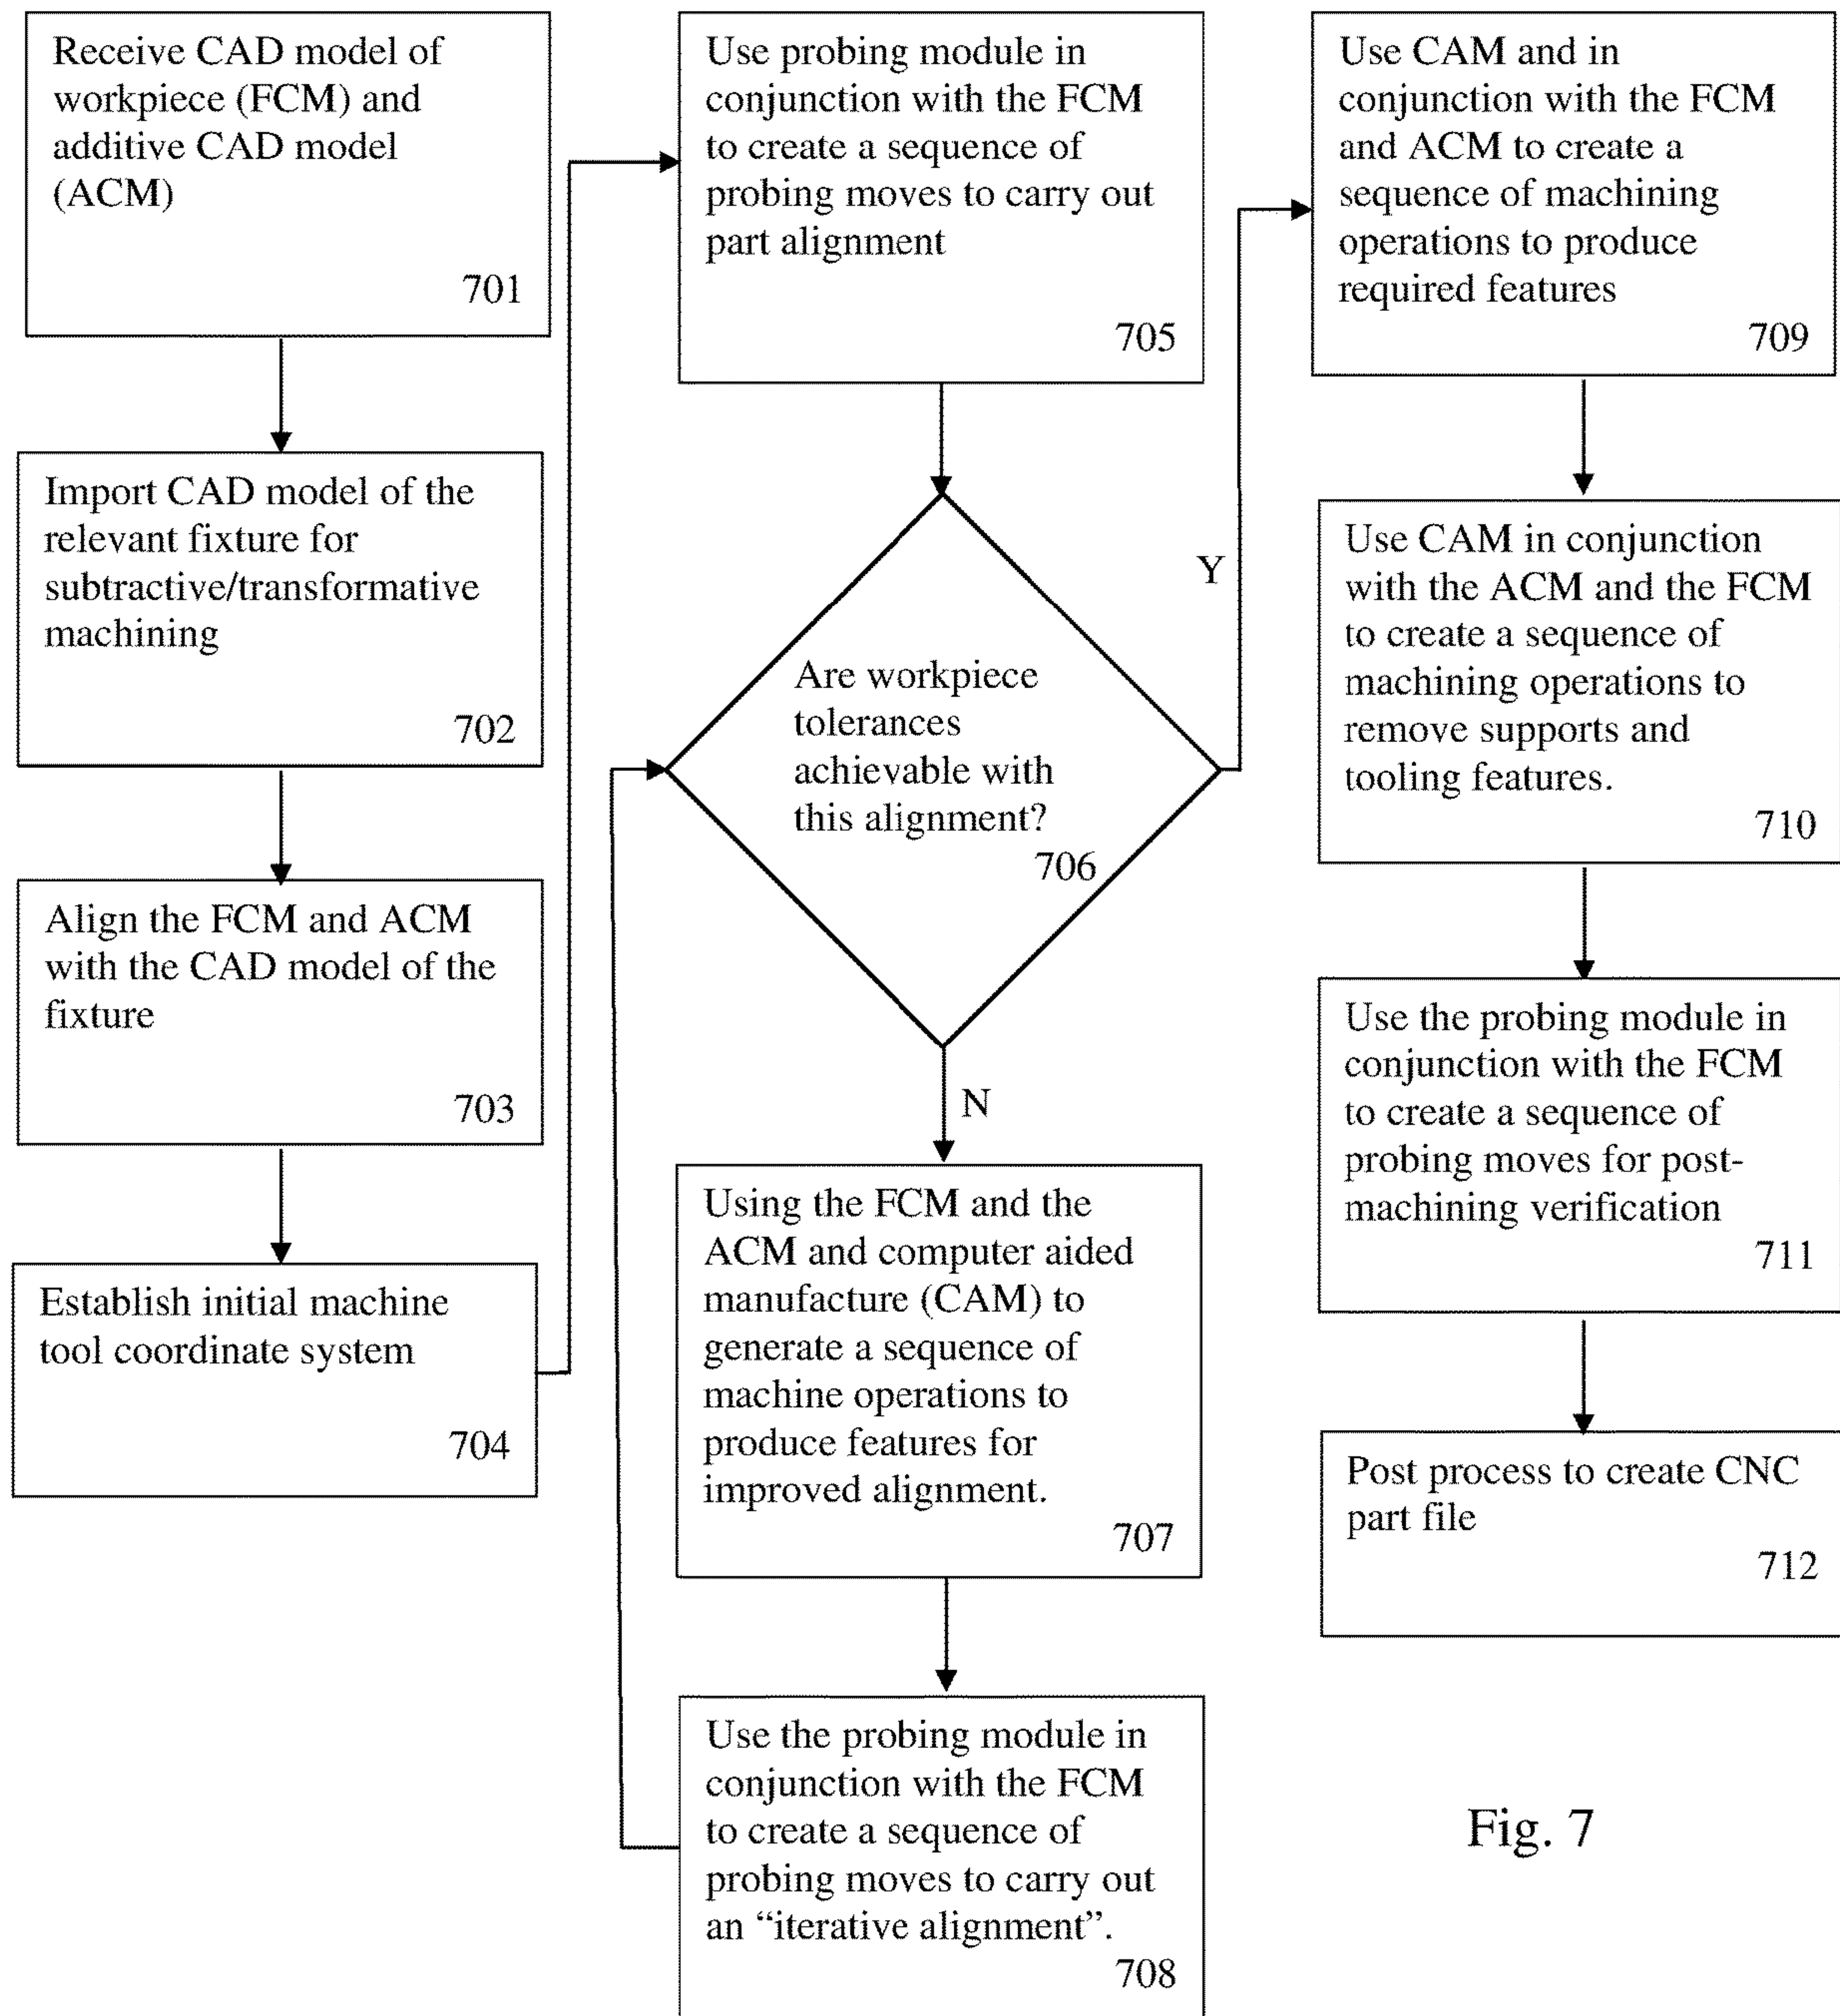 Receive CAD model of
workpiece (FCM) and
additive CAD model
(ACM)
701
Import CAD model of the
relevant fixture for
subtractive/transformative
machining
702
Align the FCM and ACM
with the CAD model of the
fixture
703
Establish initial machine
tool coordinate system
704
Use probing module in
conjunction with the FCM
to create a sequence of
probing moves to carry out
part alignment
705
Are workpiece
tolerances
achievable with
this alignment?
706
Y
N
Using the FCM and the
ACM and computer aided
manufacture (CAM) to
generate a sequence of
machine operations to
produce features for
improved alignment.
707
Use the probing module in
conjunction with the FCM
to create a sequence of
probing moves to carry out
an “iterative alignment”.
708
Use CAM and in
conjunction with the FCM
and ACM to create a
sequence of machining
operations to produce
required features
709
Use CAM in conjunction
with the ACM and the FCM
to create a sequence of
machining operations to
remove supports and
tooling features.
710
Use the probing module in
conjunction with the FCM
to create a sequence of
probing moves for post-
machining verification
711
Post process to create CNC
part file
712
Fig. 7